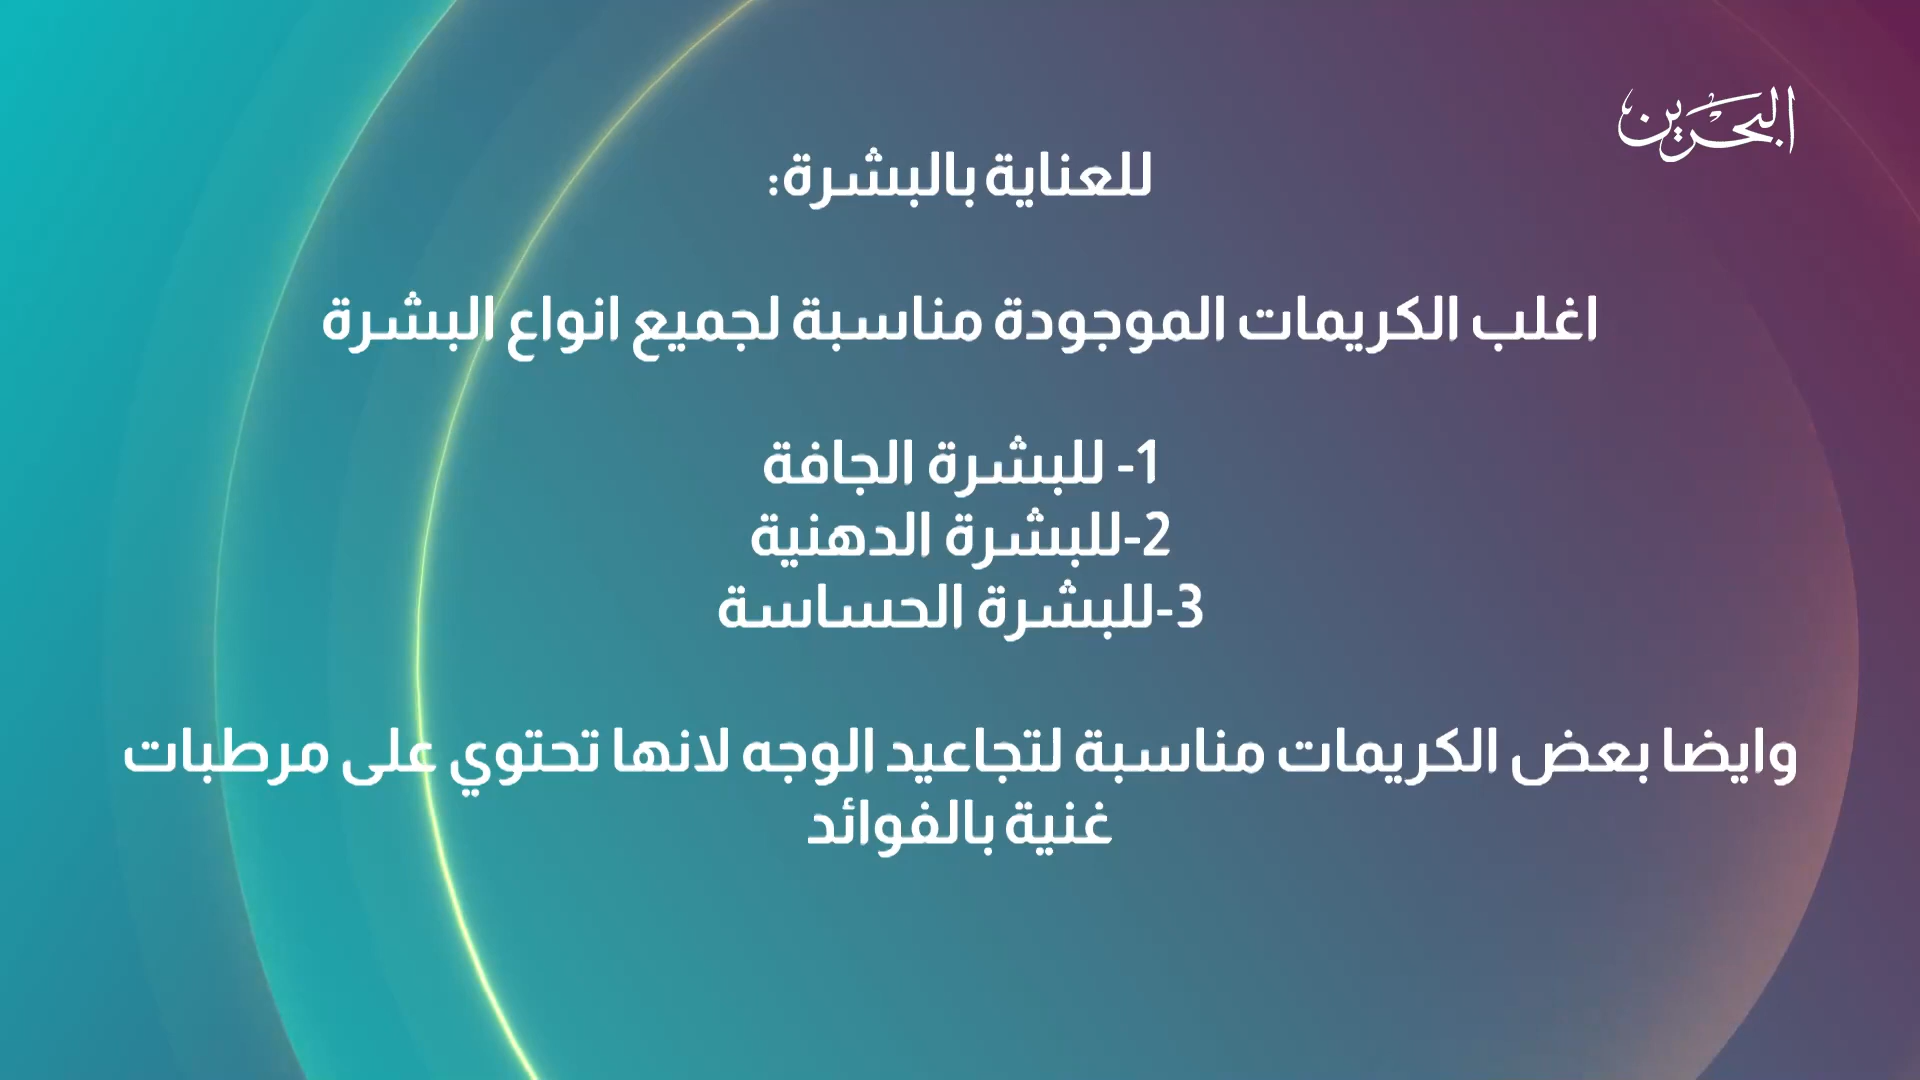 البحرين
للعناية بالبشرة:
اغلب الكريمات الموجودة مناسبة لجميع انواع البشرة
1- للبشرة الجافة
2-للبشرة الدهنية
3-للبشرة الحساسة
وايضا بعض الكريمات مناسبة لتجاعيد الوجه لانها تحتوي على مرطبات
غنية بالفوائد